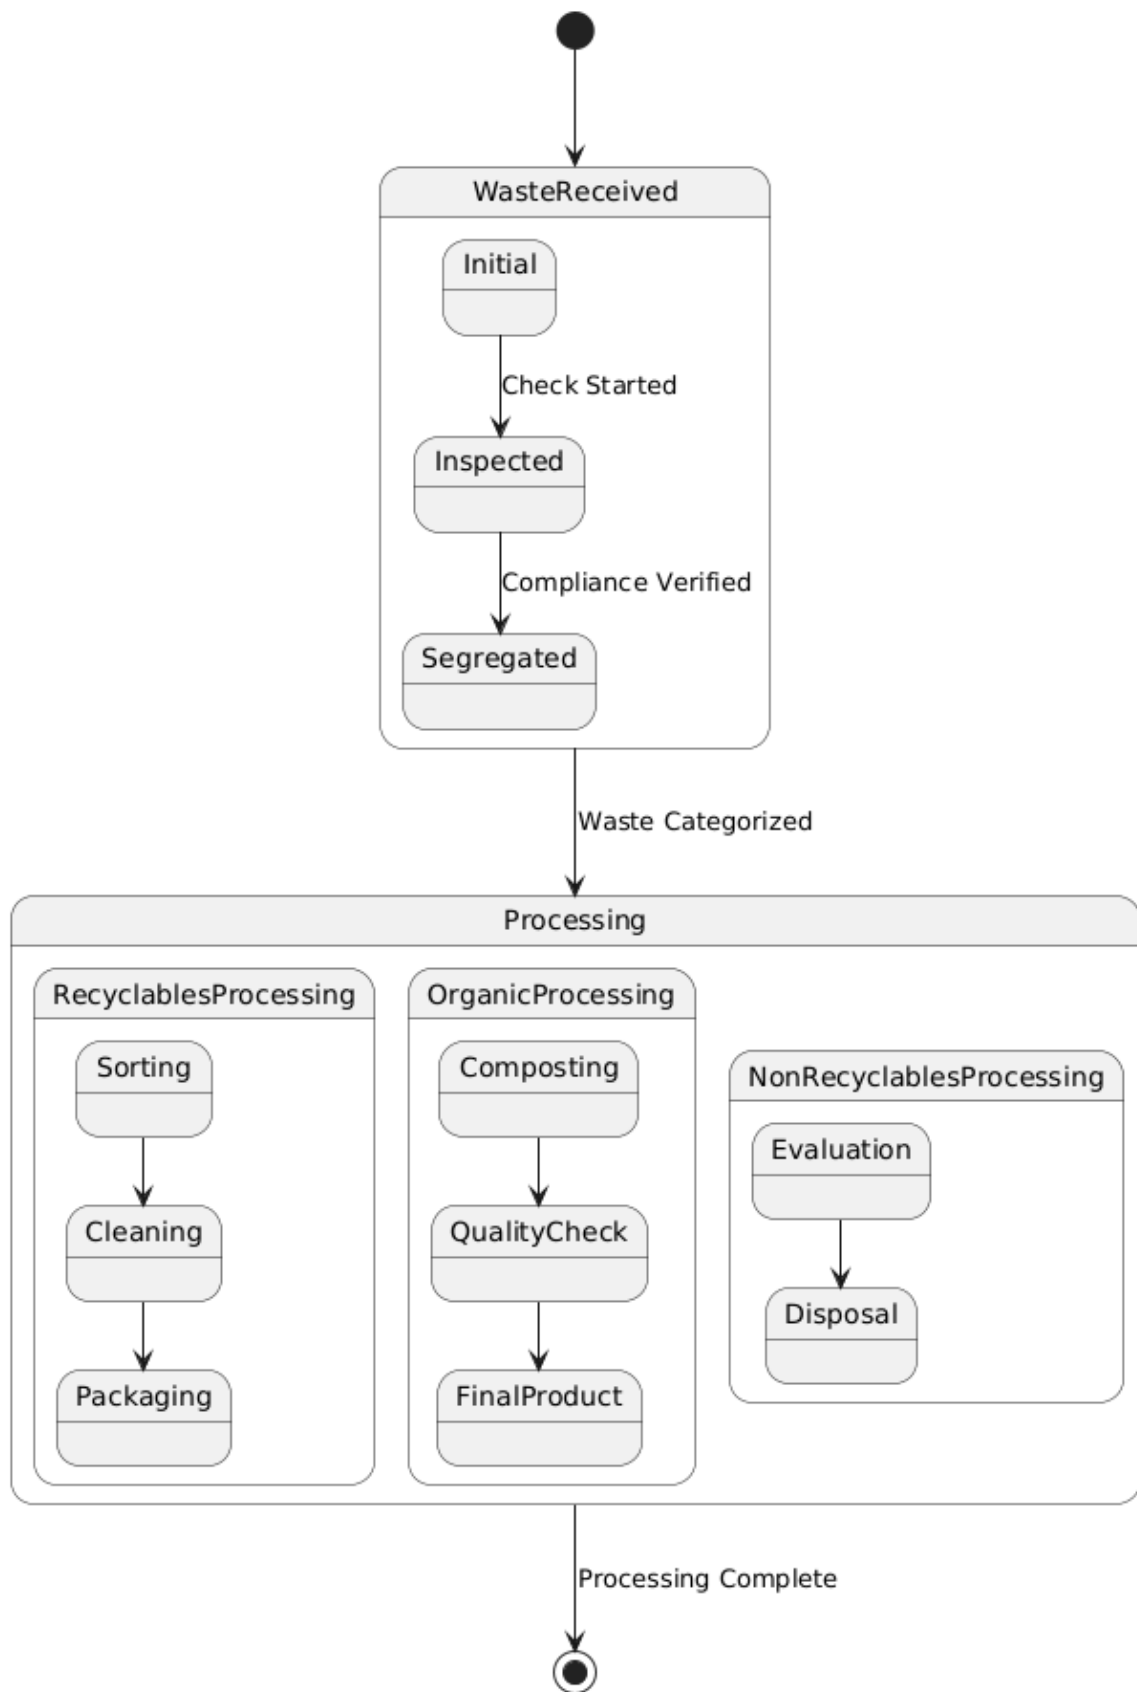 WasteReceived
Initial
Check Started
Inspected
Compliance Verified
Segregated
Waste Categorized
Processing
RecyclablesProcessing
Sorting
Cleaning
Packaging
OrganicProcessing
Composting
QualityCheck
FinalProduct
NonRecyclablesProcessing
Evaluation
Disposal
Processing Complete